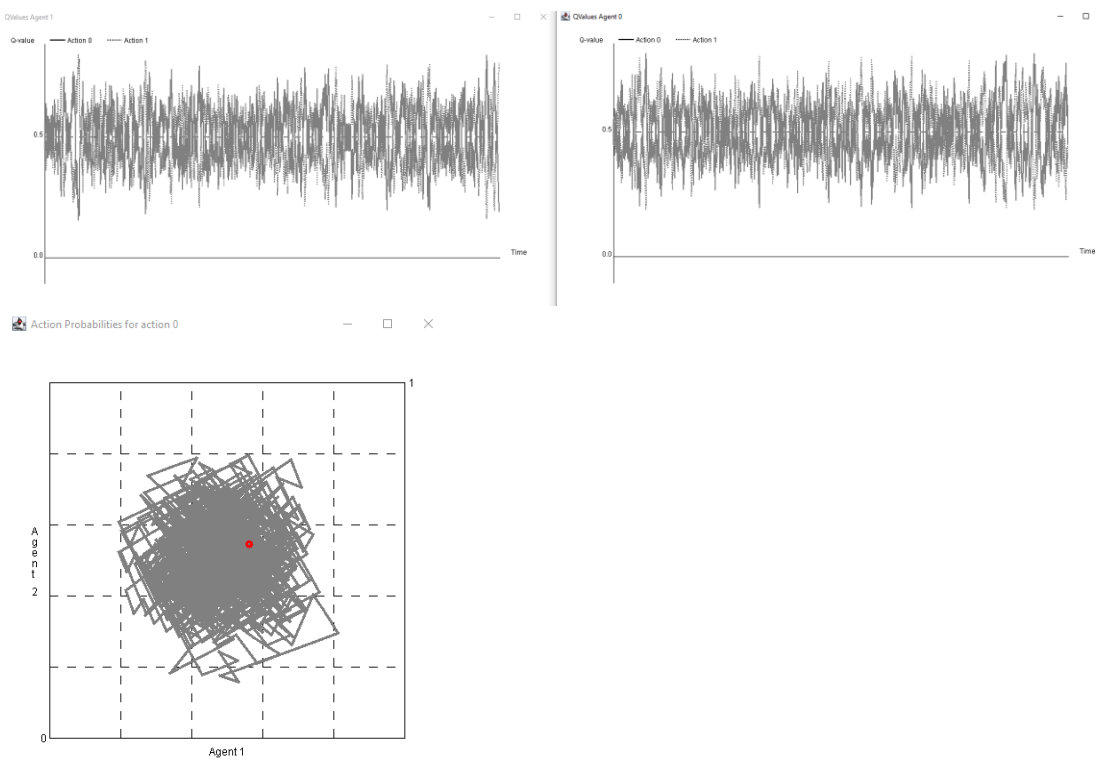 QValues Agent 1
Q-value Action 0 Action 1
0.5
0.0
Time
QValues Agent 0
Q-value Action 0 Action 1
0.5
0.0
Time
Action Probabilities for action 0
1
Agent 2
0
Agent 1